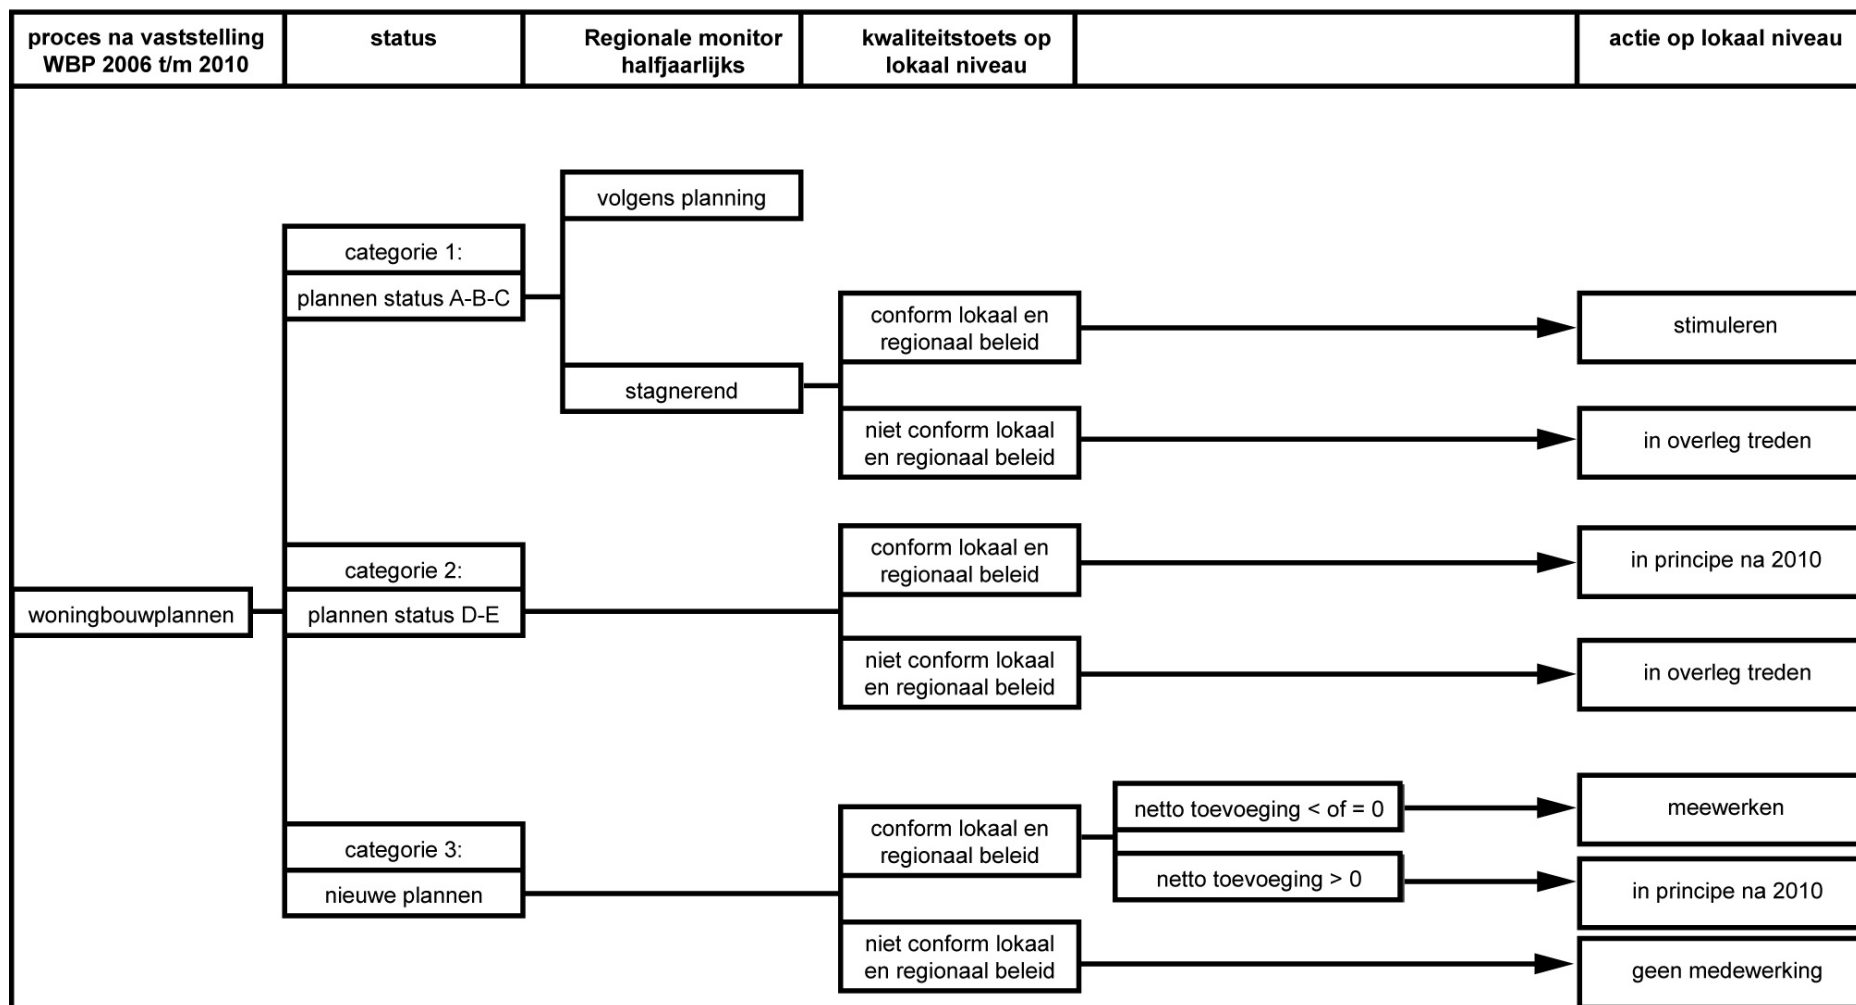 proces na vaststelling
WBP 2006 t/m 2010
status
Regionale monitor
halfjaarlijks
kwaliteitstoets op
lokaal niveau
actie op lokaal niveau
volgens planning
categorie 1:
plannen status A-B-C
conform lokaal en
regionaal beleid
stimuleren
stagnerend
niet conform lokaal
en regionaal beleid
in overleg treden
conform lokaal en
regionaal beleid
in principe na 2010
categorie 2:
woningbouwplannen
plannen status D-E
niet conform lokaal
en regionaal beleid
in overleg treden
netto toevoeging < of = 0
meewerken
categorie 3:
conform lokaal en
regionaal beleid
netto toevoeging > 0
in principe na 2010
nieuwe plannen
niet conform lokaal
en regionaal beleid
geen medewerking